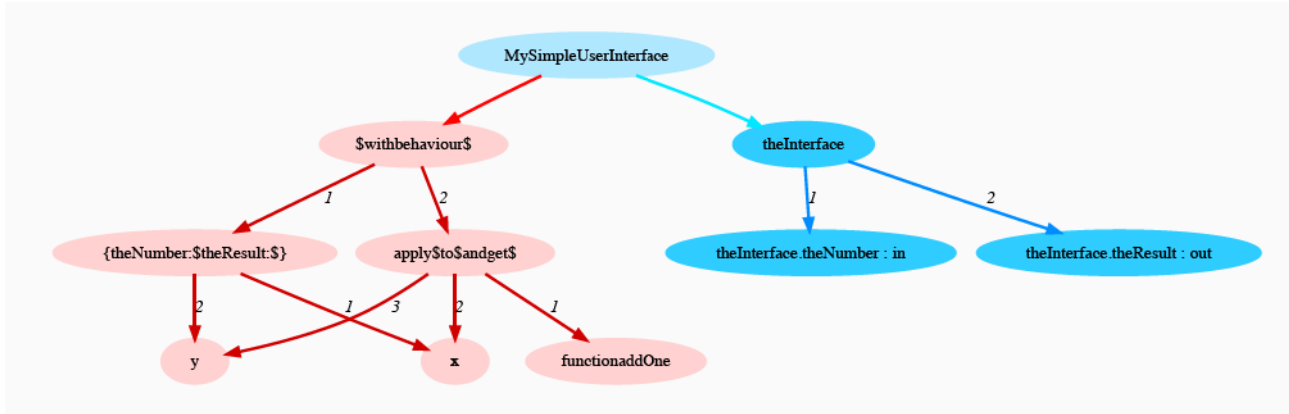 MySimpleUserInterface
$withbehaviour$
theInterface
1
2
1
2
{theNumber:$theResult:$}
apply$to$andget$
theInterface.theNumber : in
theInterface.theResult : out
2
1
3
2
1
y
x
functionaddOne